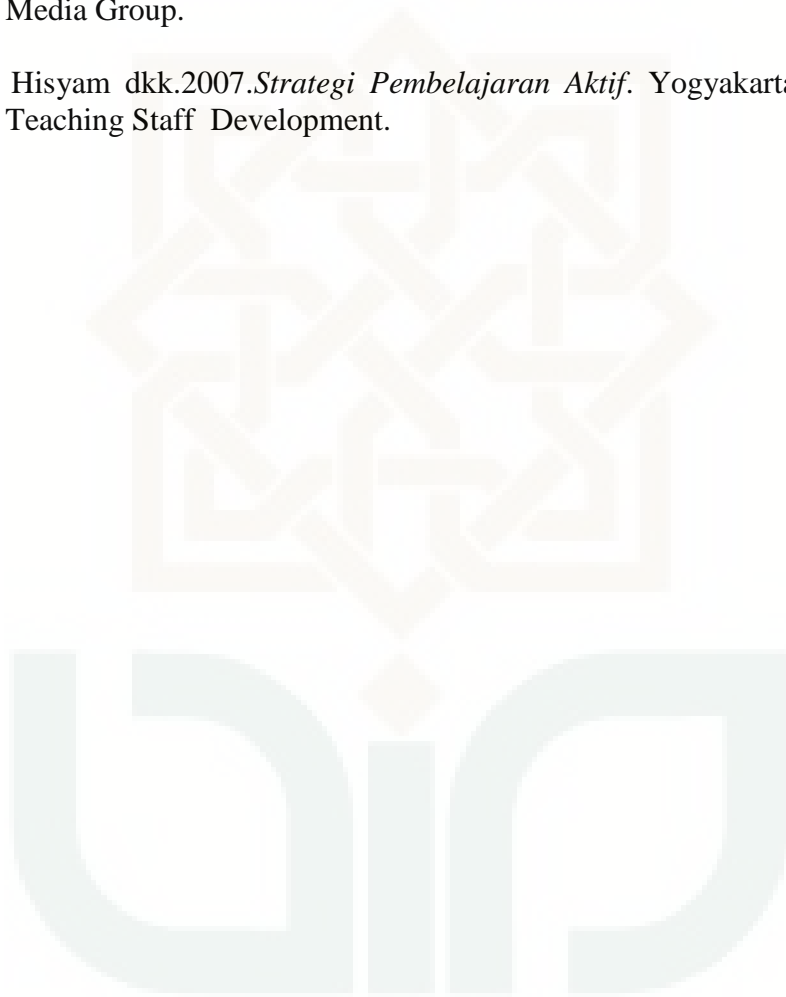 Media Group.
Hisyam dkk.2007.Strategi Pembelajaran Aktif. Yogyakarta
Teaching Staff Development.